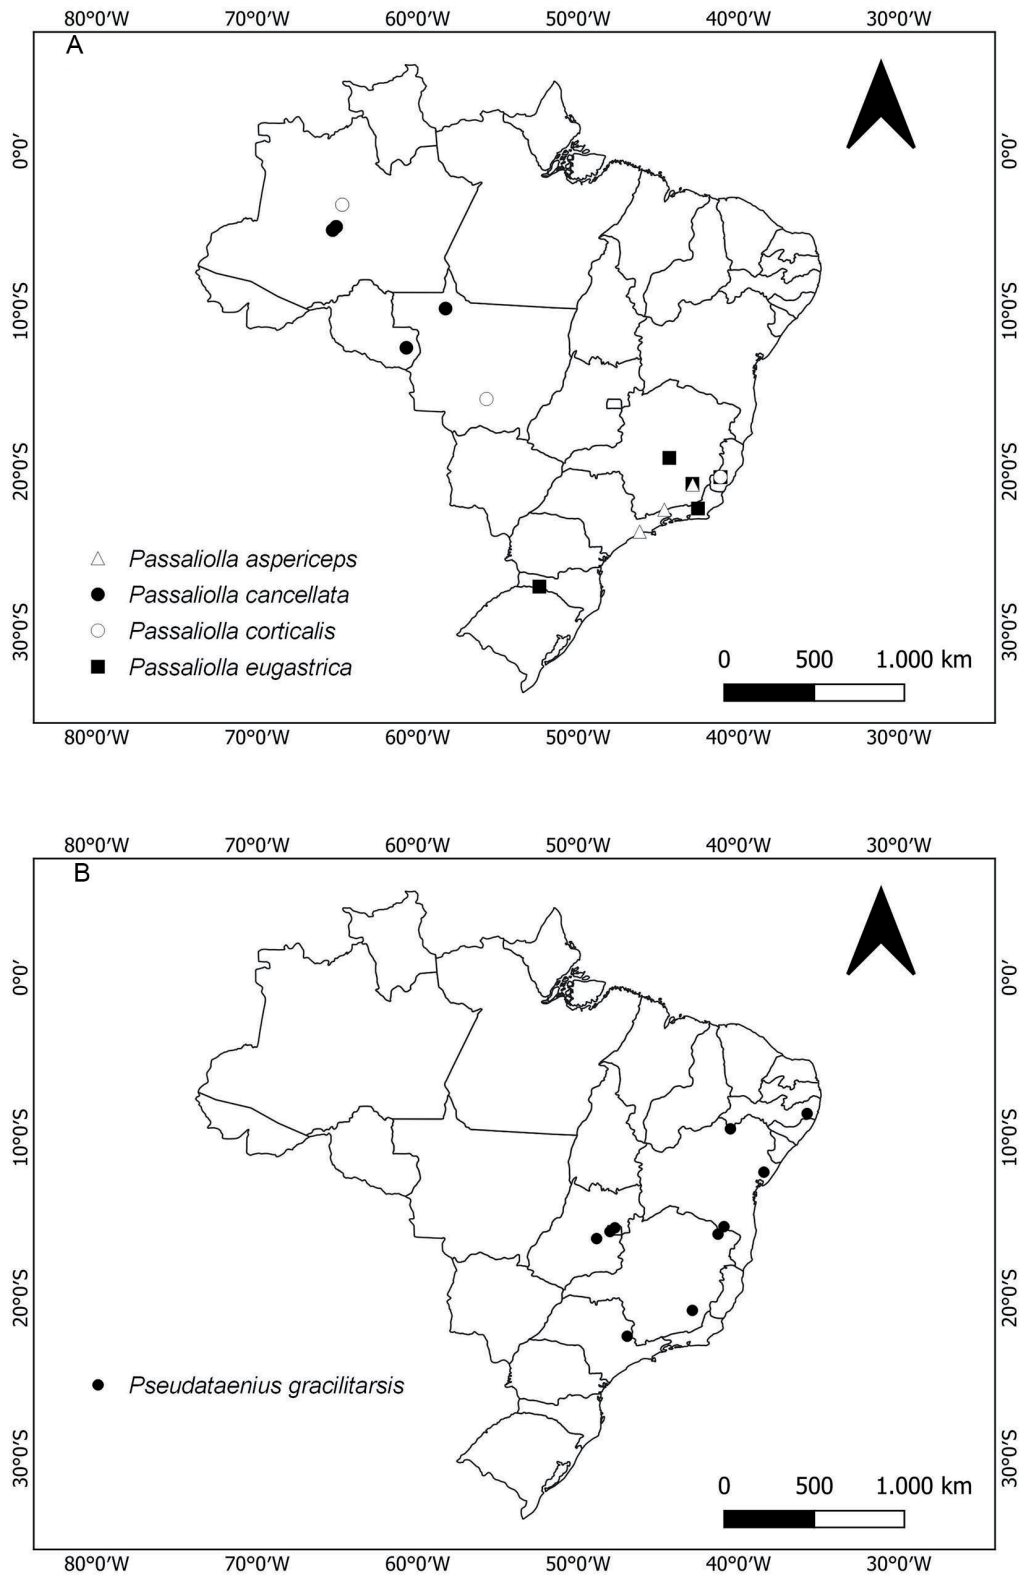 80°0′W 70°0′W 60°0′W 50°0′W 40°0′W 30°0′W
A
0°0′ 0°0′
10°0′S 10°0′S
20°0′S 20°0′S
Passaliolla aspericeps
Passaliolla cancellata
Passaliolla corticalis
Passaliolla eugastrica
30°0′S 30°0′S
0 500 1.000 km
80°0′W 70°0′W 60°0′W 50°0′W 40°0′W 30°0′W
80°0′W 70°0′W 60°0′W 50°0′W 40°0′W 30°0′W
B
0°0′ 0°0′
10°0′S 10°0′S
20°0′S 20°0′S
Pseudataenius gracilitarsis
30°0′S 30°0′S
0 500 1.000 km
80°0′W 70°0′W 60°0′W 50°0′W 40°0′W 30°0′W